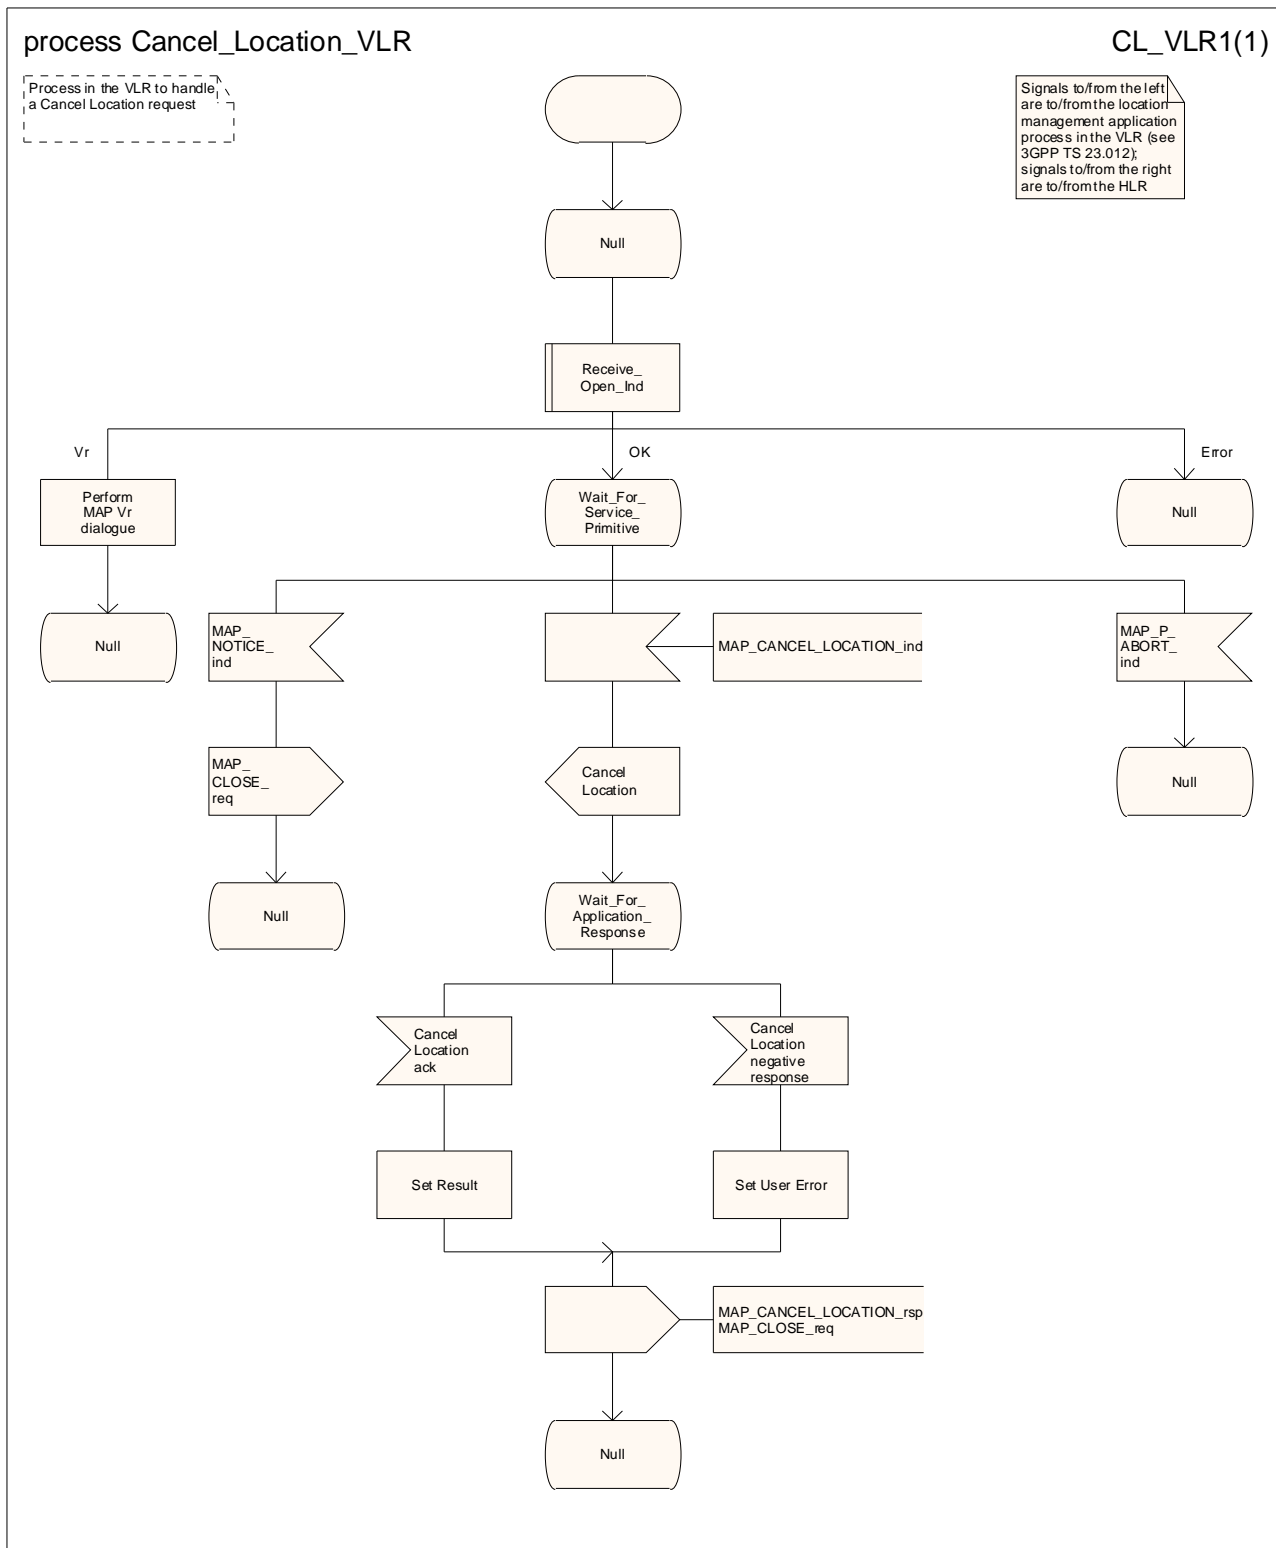 process Cancel_Location_VLR
CL_VLR1(1)
Process in the VLR to handle
a Cancel Location request
Signals to/from the left
are to/from the location
management application
process in the VLR (see
3GPP TS 23.012);
signals to/from the right
are to/from the HLR
Null
Receive_
Open_Ind
Vr
OK
Error
Perform
MAP Vr
dialogue
Wait_For_
Service_
Primitive
Null
Null
MAP_
NOTICE_
ind
MAP_CANCEL_LOCATION_ind
MAP_P_
ABORT_
ind
MAP_
CLOSE_
req
Cancel
Location
Null
Null
Wait_For_
Application_
Response
Cancel
Location
ack
Cancel
Location
negative
response
Set Result
Set User Error
MAP_CANCEL_LOCATION_rsp
MAP_CLOSE_req
Null